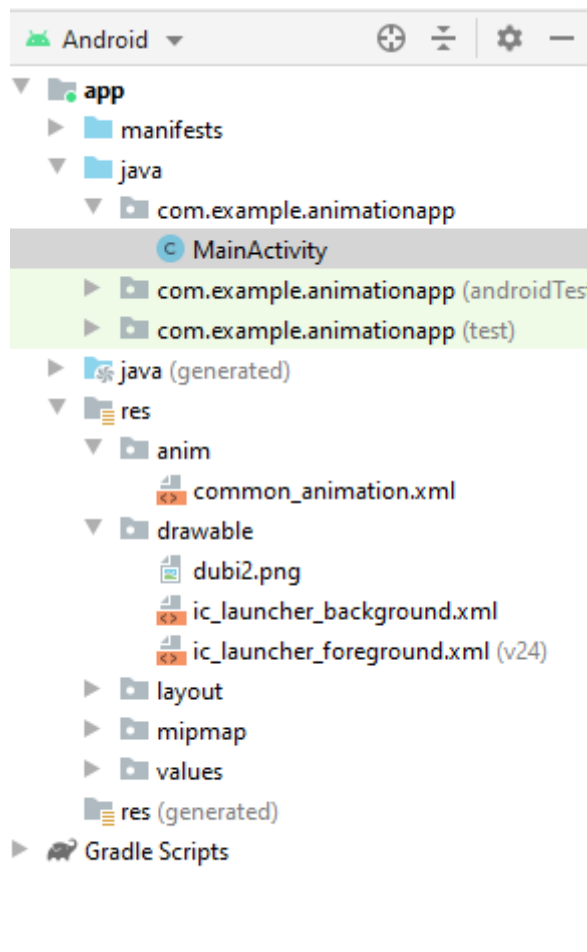 Android
app
manifests
java
com.example.animationapp
C MainActivity
com.example.animationapp (androidTest
com.example.animationapp (test)
java (generated)
res
anim
common_animation.xml
drawable
dubi2.png
ic_launcher_background.xml
ic_launcher_foreground.xml (v24)
layout
mipmap
values
res (generated)
Gradle Scripts